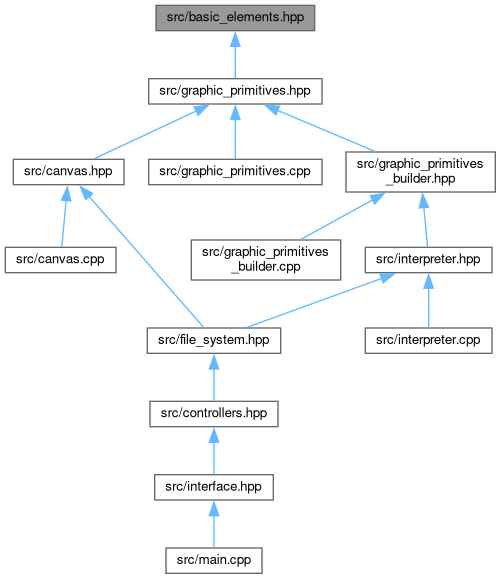 src/basic_elements.hpp
src/graphic_primitives.hpp
src/canvas.hpp
src/graphic_primitives.cpp
src/graphic_primitives
_builder.hpp
src/canvas.cpp
src/graphic_primitives
_builder.cpp
src/interpreter.hpp
src/file_system.hpp
src/interpreter.cpp
src/controllers.hpp
src/interface.hpp
src/main.cpp